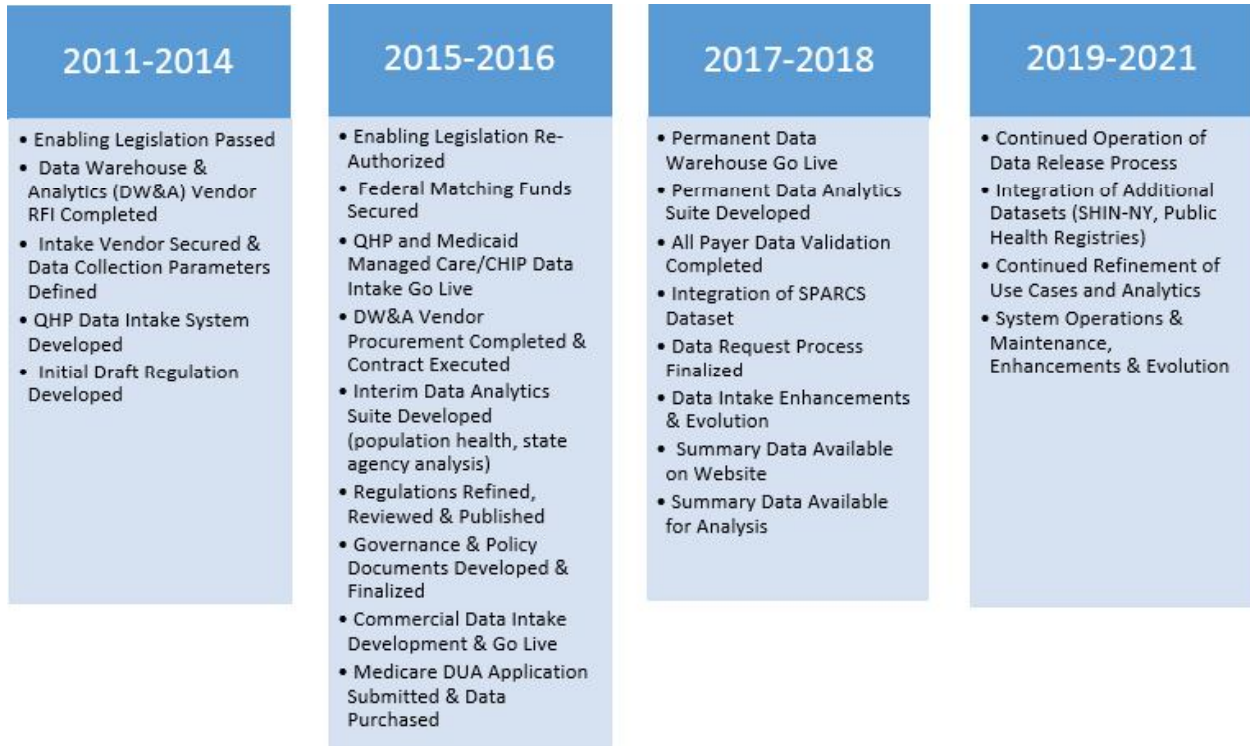 2011-2014
• Enabling Legislation Passed
• Data Warehouse &
Analytics (DW&A) Vendor
RFI Completed
• Intake Vendor Secured &
Data Collection Parameters
Defined
• QHP Data Intake System
Developed
• Initial Draft Regulation
Developed
2015-2016
• Enabling Legislation Re-
Authorized
• Federal Matching Funds
Secured
• QHP and Medicaid
Managed Care/CHIP Data
Intake Go Live
• DW&A Vendor
Procurement Completed &
Contract Executed
• Interim Data Analytics
Suite Developed
(population health, state
agency analysis)
• Regulations Refined,
Reviewed & Published
• Governance & Policy
Documents Developed &
Finalized
• Commercial Data Intake
Development & Go Live
• Medicare DUA Application
Submitted & Data
Purchased
2017-2018
• Permanent Data
Warehouse Go Live
• Permanent Data Analytics
Suite Developed
• All Payer Data Validation
Completed
• Integration of SPARCS
Dataset
• Data Request Process
Finalized
• Data Intake Enhancements
& Evolution
• Summary Data Available
on Website
• Summary Data Available
for Analysis
2019-2021
• Continued Operation of
Data Release Process
• Integration of Additional
Datasets (SHIN-NY, Public
Health Registries)
• Continued Refinement of
Use Cases and Analytics
• System Operations &
Maintenance,
Enhancements & Evolution